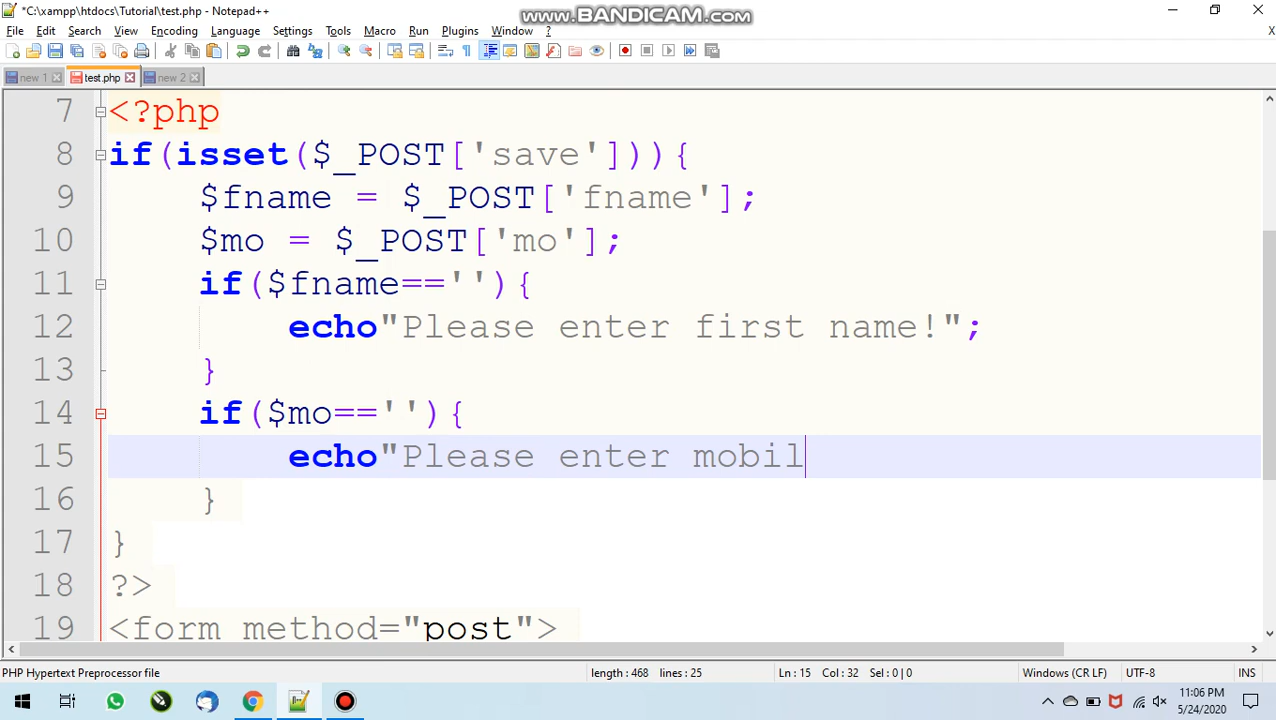 *C:\xampp\htdocs\Tutorial\test.php - Notepad++
www.BANDICAM.com
File Edit Search View Encoding Language Settings Tools Macro Run Plugins Window ?
new 1 test.php new 2
7 <?php
8 if(isset($_POST['save'])){
9 $fname = $_POST['fname'];
10 $mo = $_POST['mo'];
11 if($fname==''){
12 echo"Please enter first name!";
13 }
14 if($mo==''){
15 echo"Please enter mobil
16 }
17 }
18 ?>
19 <form method="post">
PHP Hypertext Preprocessor file length : 468 lines : 25 Ln : 15 Col : 32 Sel : 0 | 0 Windows (CR LF) UTF-8 INS
11:06 PM
5/24/2020